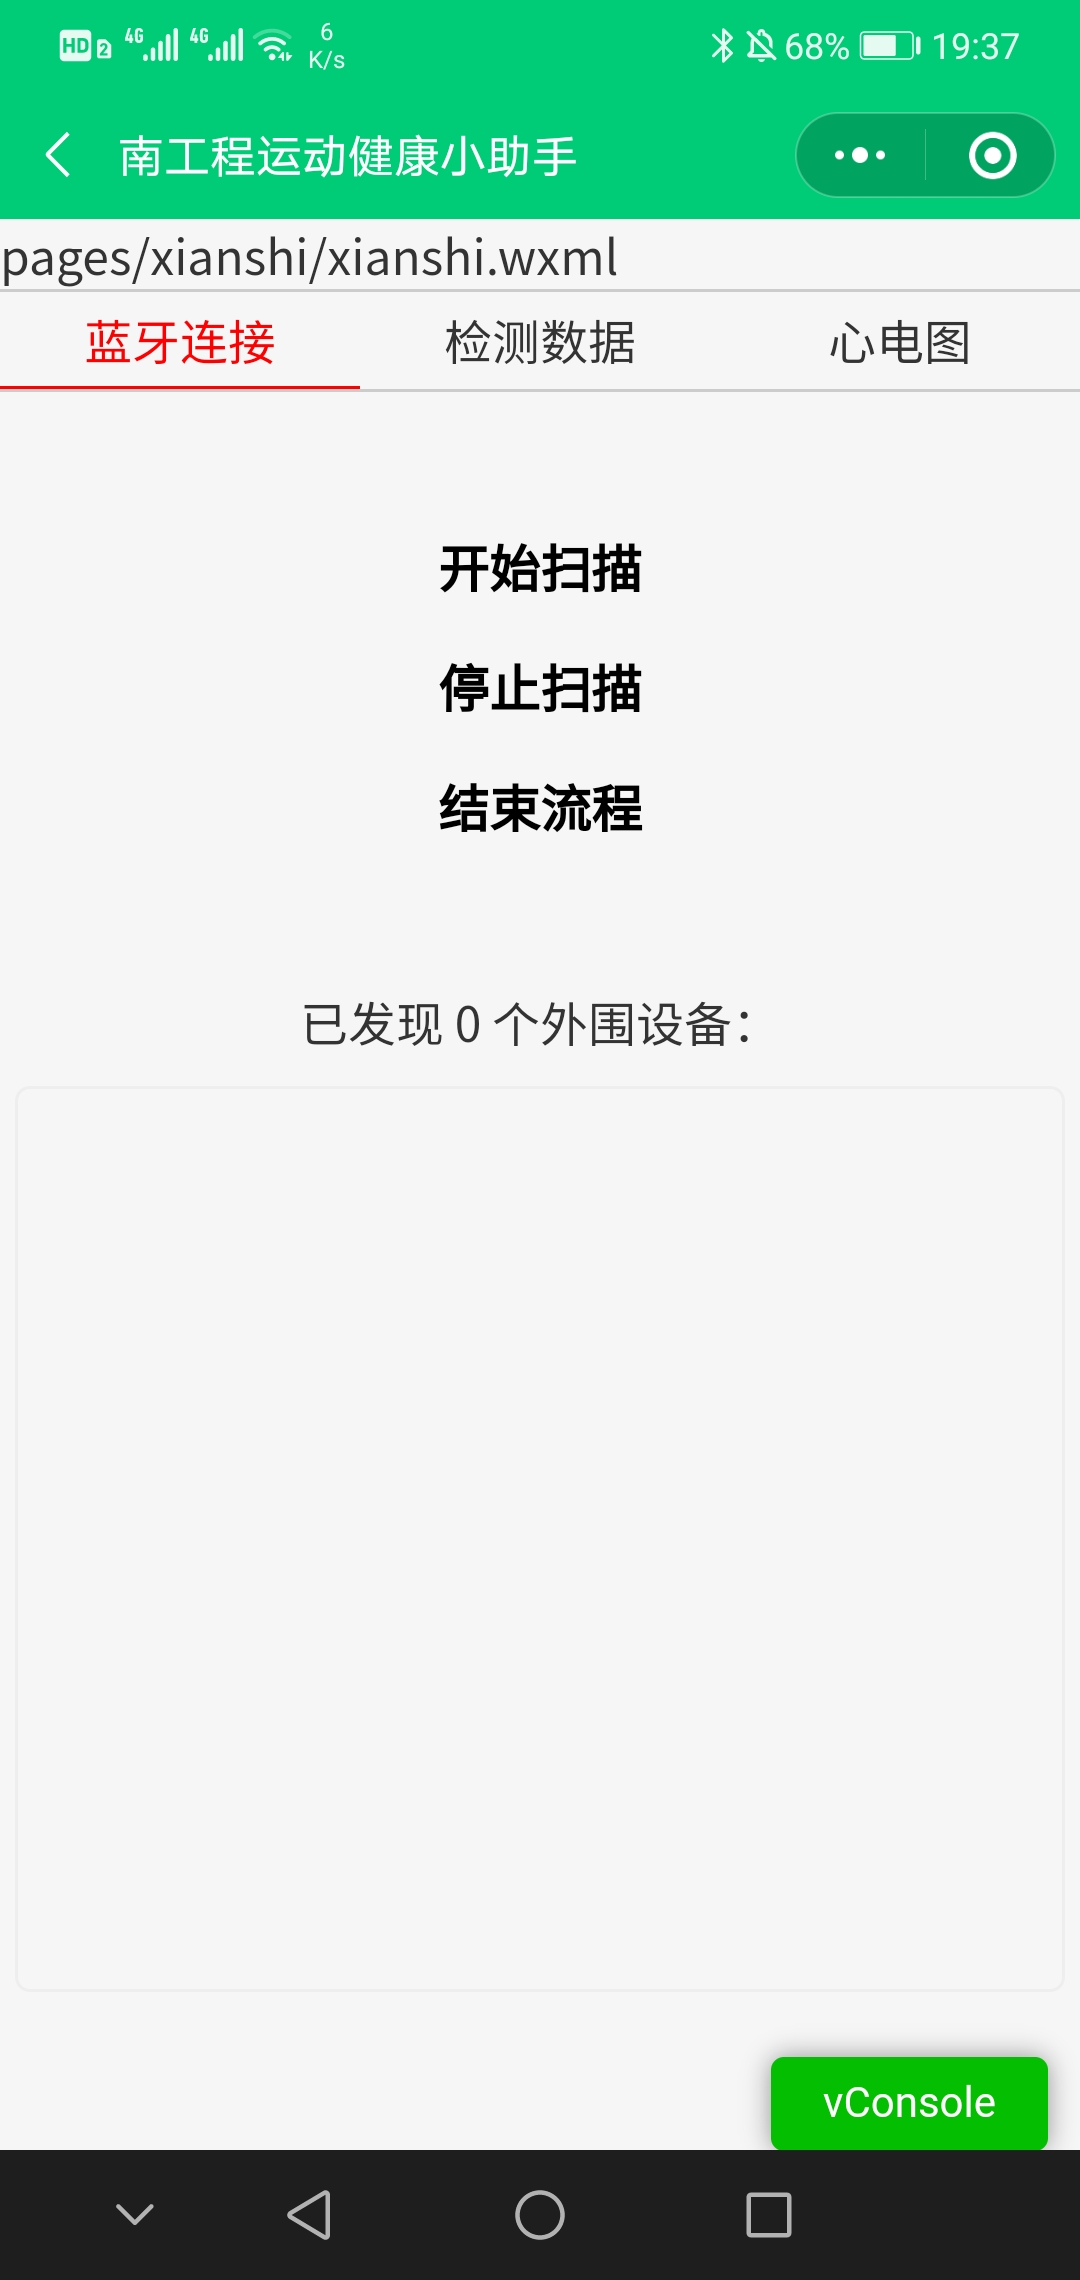 HD 2 4G 4G 6 K/s 68% 19:37
南工程运动健康小助手
pages/xianshi/xianshi.wxml
蓝牙连接 检测数据 心电图
开始扫描
停止扫描
结束流程
已发现 0 个外围设备：
vConsole